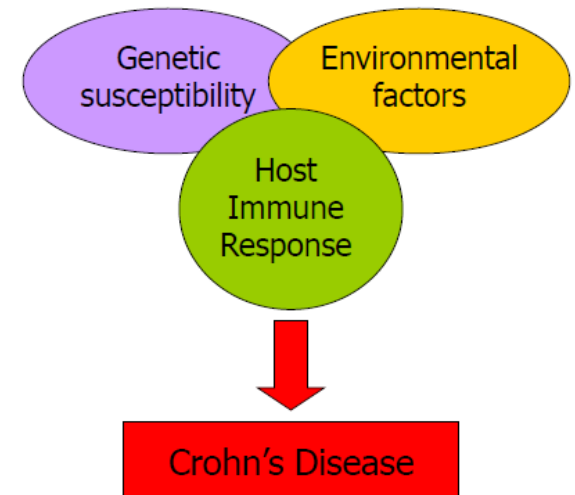 Genetic
susceptibility
Environmental
factors
Host
Immune
Response
Crohn’s Disease